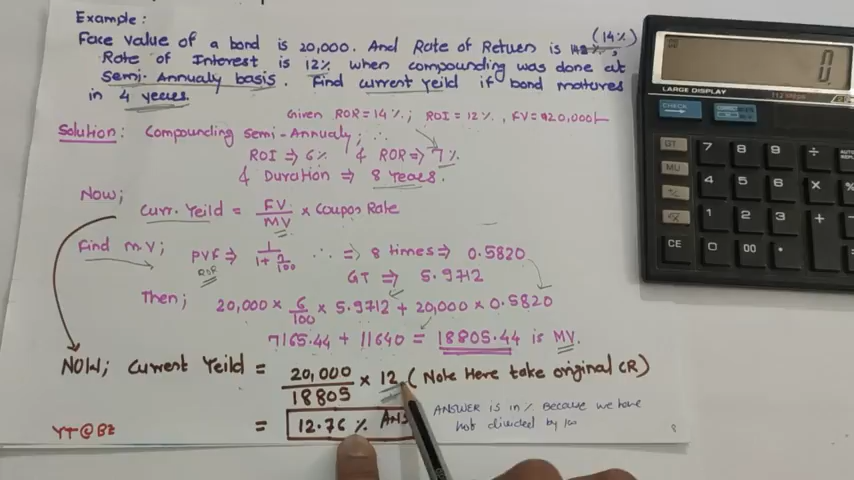 Example:
(14%)
Face value of a bond is 20,000. And Rate of Return is
Rate of Interest is 12% when compounding was done at
Semi-Annualy basis. Find current Yeild if bond matures
in 4 years
Given ROR = 14%; ROI = 12%, FV = 20,000/-
Solution: Compounding Semi-Annualy; ∴
ROI ⇒ 6% & ROR ⇒ 7%
& Duration ⇒ 8 Years.
Now;
Curr. Yeild = FV/MV × Coupon Rate
Find M.V; PVF ⇒ 1/1+r/100 ∴ ⇒ 8 times ⇒ 0.5820
ROR
GT ⇒ 5.9712
Then; 20,000 × 6/100 × 5.9712 + 20,000 × 0.5820
7165.44 + 11640 = 18805.44 is MV.
NOW; Current Yeild = 20,000/18805 × 12 (Note Here take original CR)
= 12.76 % ANS
ANSWER is in % Because we have
not divided by 100
YT@BZ
0.
LARGE DISPLAY
112 STEPS
CHECK
CORRECT
GT 7 8 9 ÷
MU 4 5 6 × %
1 2 3 + −
CE 0 00 •